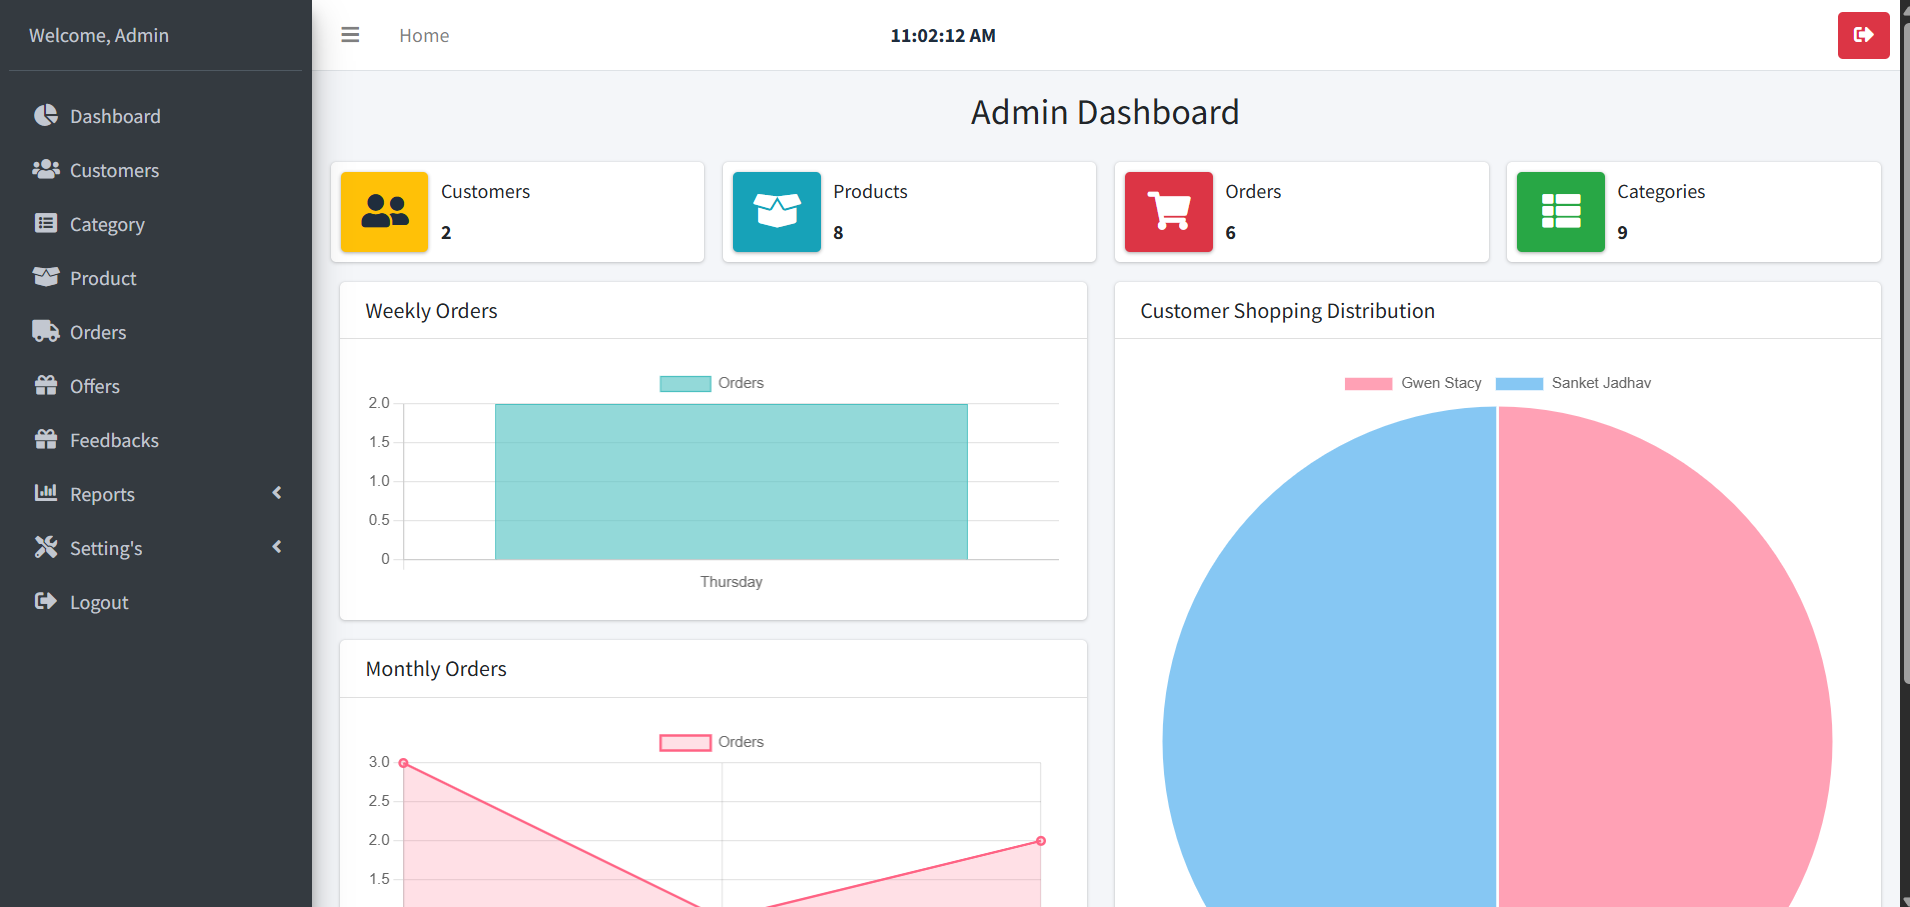 Welcome, Admin
Home
11:02:12 AM
Dashboard
Customers
Category
Product
Orders
Offers
Feedbacks
Reports
Setting's
Logout
Admin Dashboard
Customers
2
Products
8
Orders
6
Categories
9
Weekly Orders
Orders
2.0
1.5
1.0
0.5
0
Thursday
Monthly Orders
Orders
3.0
2.5
2.0
1.5
Customer Shopping Distribution
Gwen Stacy
Sanket Jadhav